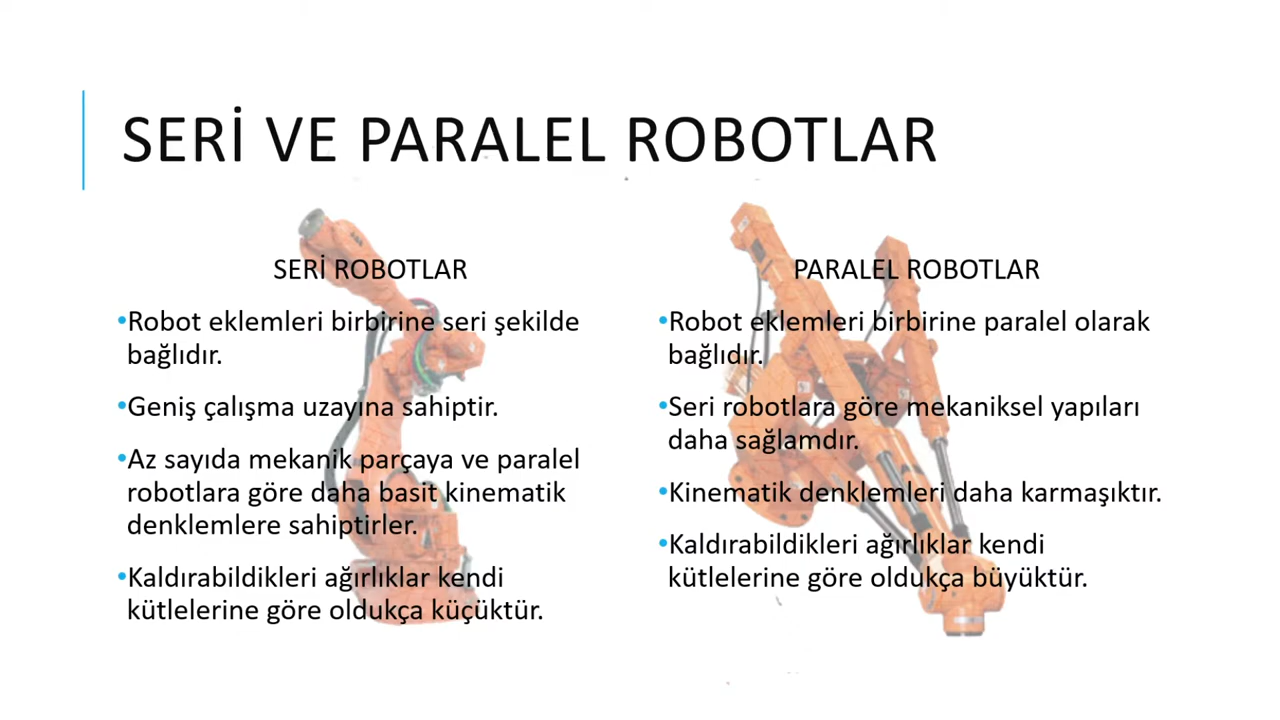 SERİ VE PARALEL ROBOTLAR
SERİ ROBOTLAR
•Robot eklemleri birbirine seri şekilde
bağlıdır.
•Geniş çalışma uzayına sahiptir.
•Az sayıda mekanik parçaya ve paralel
robotlara göre daha basit kinematik
denklemlere sahiptirler.
•Kaldırabildikleri ağırlıklar kendi
kütlelerine göre oldukça küçüktür.
PARALEL ROBOTLAR
•Robot eklemleri birbirine paralel olarak
bağlıdır.
•Seri robotlara göre mekaniksel yapıları
daha sağlamdır.
•Kinematik denklemleri daha karmaşıktır.
•Kaldırabildikleri ağırlıklar kendi
kütlelerine göre oldukça büyüktür.